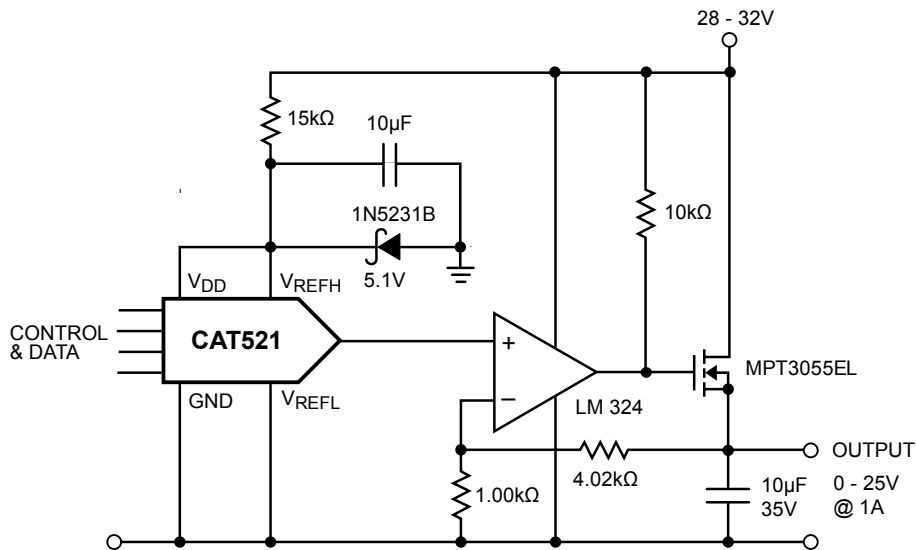 28 - 32V
15kΩ
10µF
1N5231B
5.1V
10kΩ
VDD
VREFH
CONTROL
& DATA
CAT521
GND
VREFL
+
–
LM 324
MPT3055EL
4.02kΩ
1.00kΩ
10µF
35V
OUTPUT
0 - 25V
@ 1A